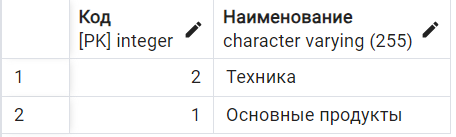 Код Наименование
[PK] integer character varying (255)
1 2 Техника
2 1 Основные продукты